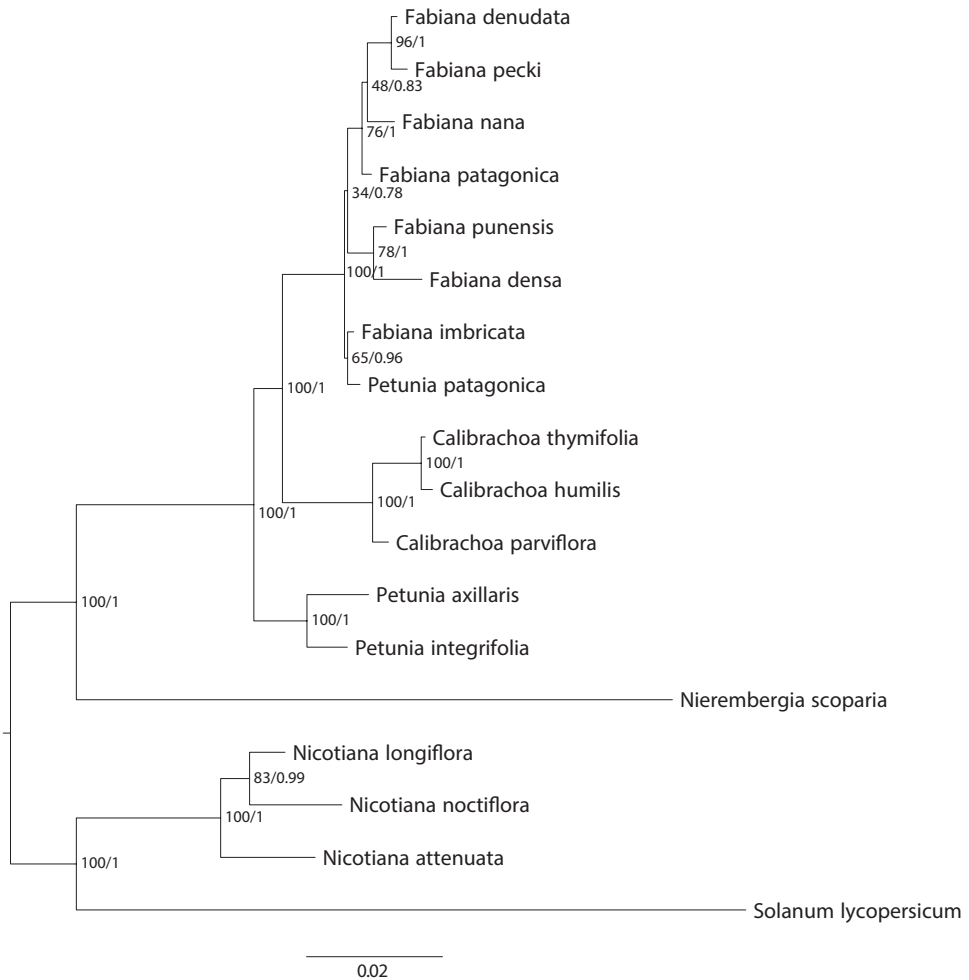 Fabiana denudata
96/1
Fabiana pecki
48/0.83
Fabiana nana
76/1
Fabiana patagonica
34/0.78
Fabiana punensis
78/1
100/1
Fabiana densa
Fabiana imbricata
65/0.96
Petunia patagonica
100/1
Calibrachoa thymifolia
100/1
Calibrachoa humilis
100/1
100/1
Calibrachoa parviflora
Petunia axillaris
100/1
100/1
Petunia integrifolia
Nierembergia scoparia
Nicotiana longiflora
83/0.99
Nicotiana noctiflora
100/1
Nicotiana attenuata
100/1
Solanum lycopersicum
0.02